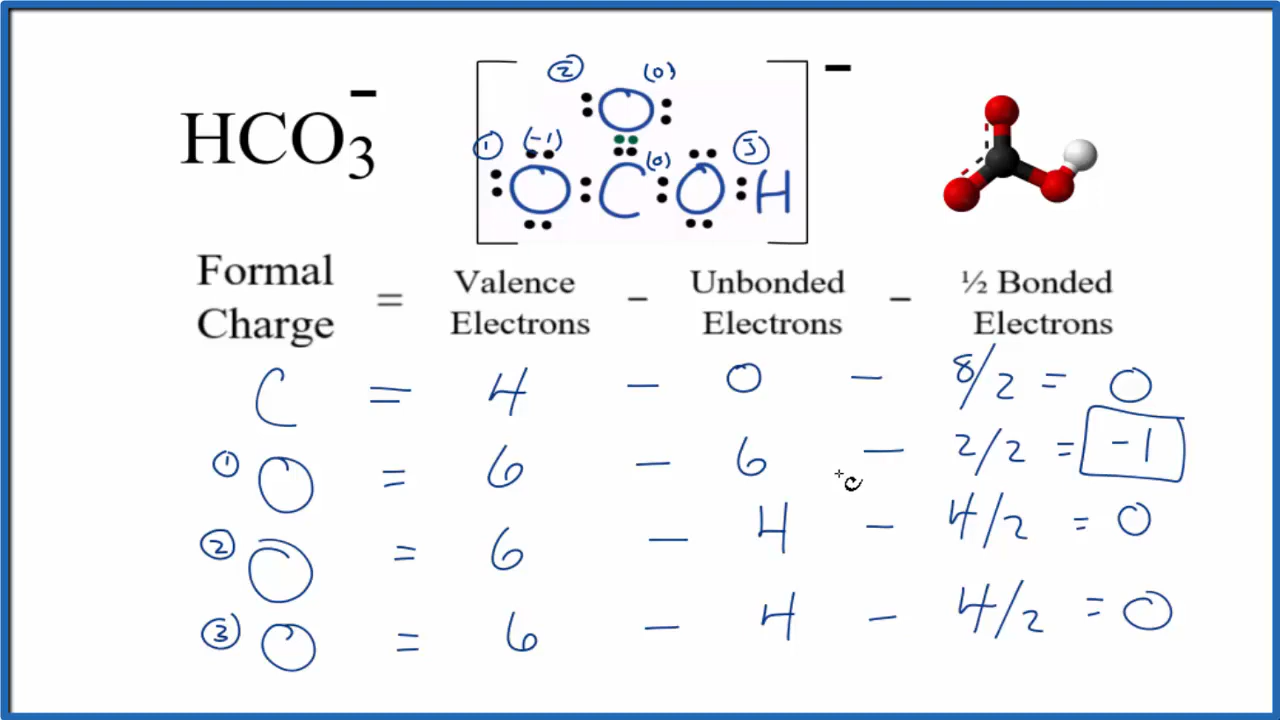 HCO₃⁻
② (0)
O
① (-1) (0) ③
O C O H
−
Formal Charge = Valence Electrons − Unbonded Electrons − ½ Bonded Electrons
C = 4 − 0 − 8/2 = 0
① O = 6 − 6 − 2/2 = -1
② O = 6 − 4 − 4/2 = 0
③ O = 6 − 4 − 4/2 = 0